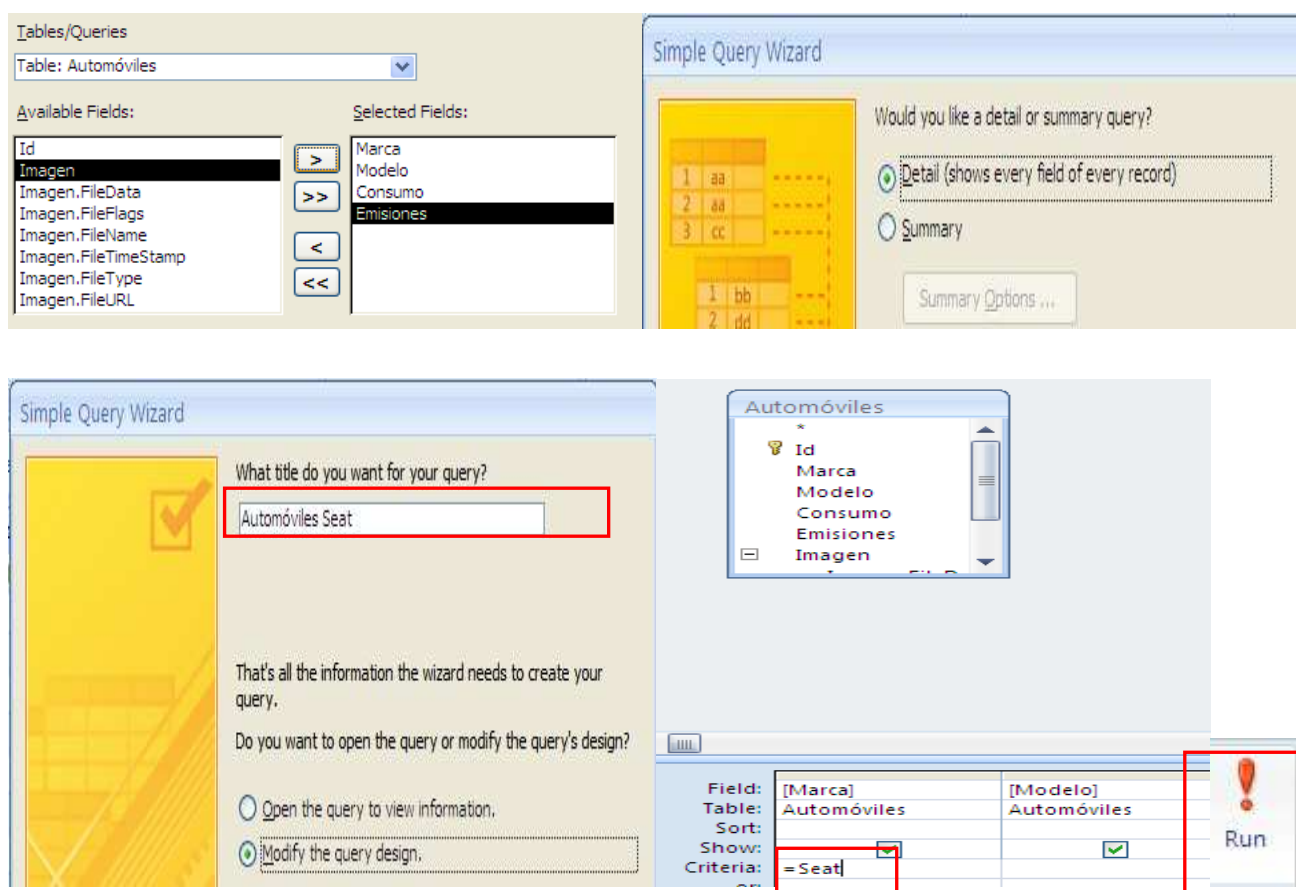 Tables/Queries
Table: Automóviles
Available Fields:
Selected Fields:
Id
Imagen
Imagen.FileData
Imagen.FileFlags
Imagen.FileName
Imagen.FileTimeStamp
Imagen.FileType
Imagen.FileURL
>
>>
<
<<
Marca
Modelo
Consumo
Emisiones
Simple Query Wizard
1 aa
2 aa
3 cc
1 bb
2 dd
Would you like a detail or summary query?
Detail (shows every field of every record)
Summary
Summary Options ...
Simple Query Wizard
What title do you want for your query?
Automóviles Seat
That's all the information the wizard needs to create your
query.
Do you want to open the query or modify the query's design?
Open the query to view information.
Modify the query design.
Automóviles
*
Id
Marca
Modelo
Consumo
Emisiones
Imagen
Field: [Marca] [Modelo]
Table: Automóviles Automóviles
Sort:
Show:
Criteria: =Seat
or:
Run